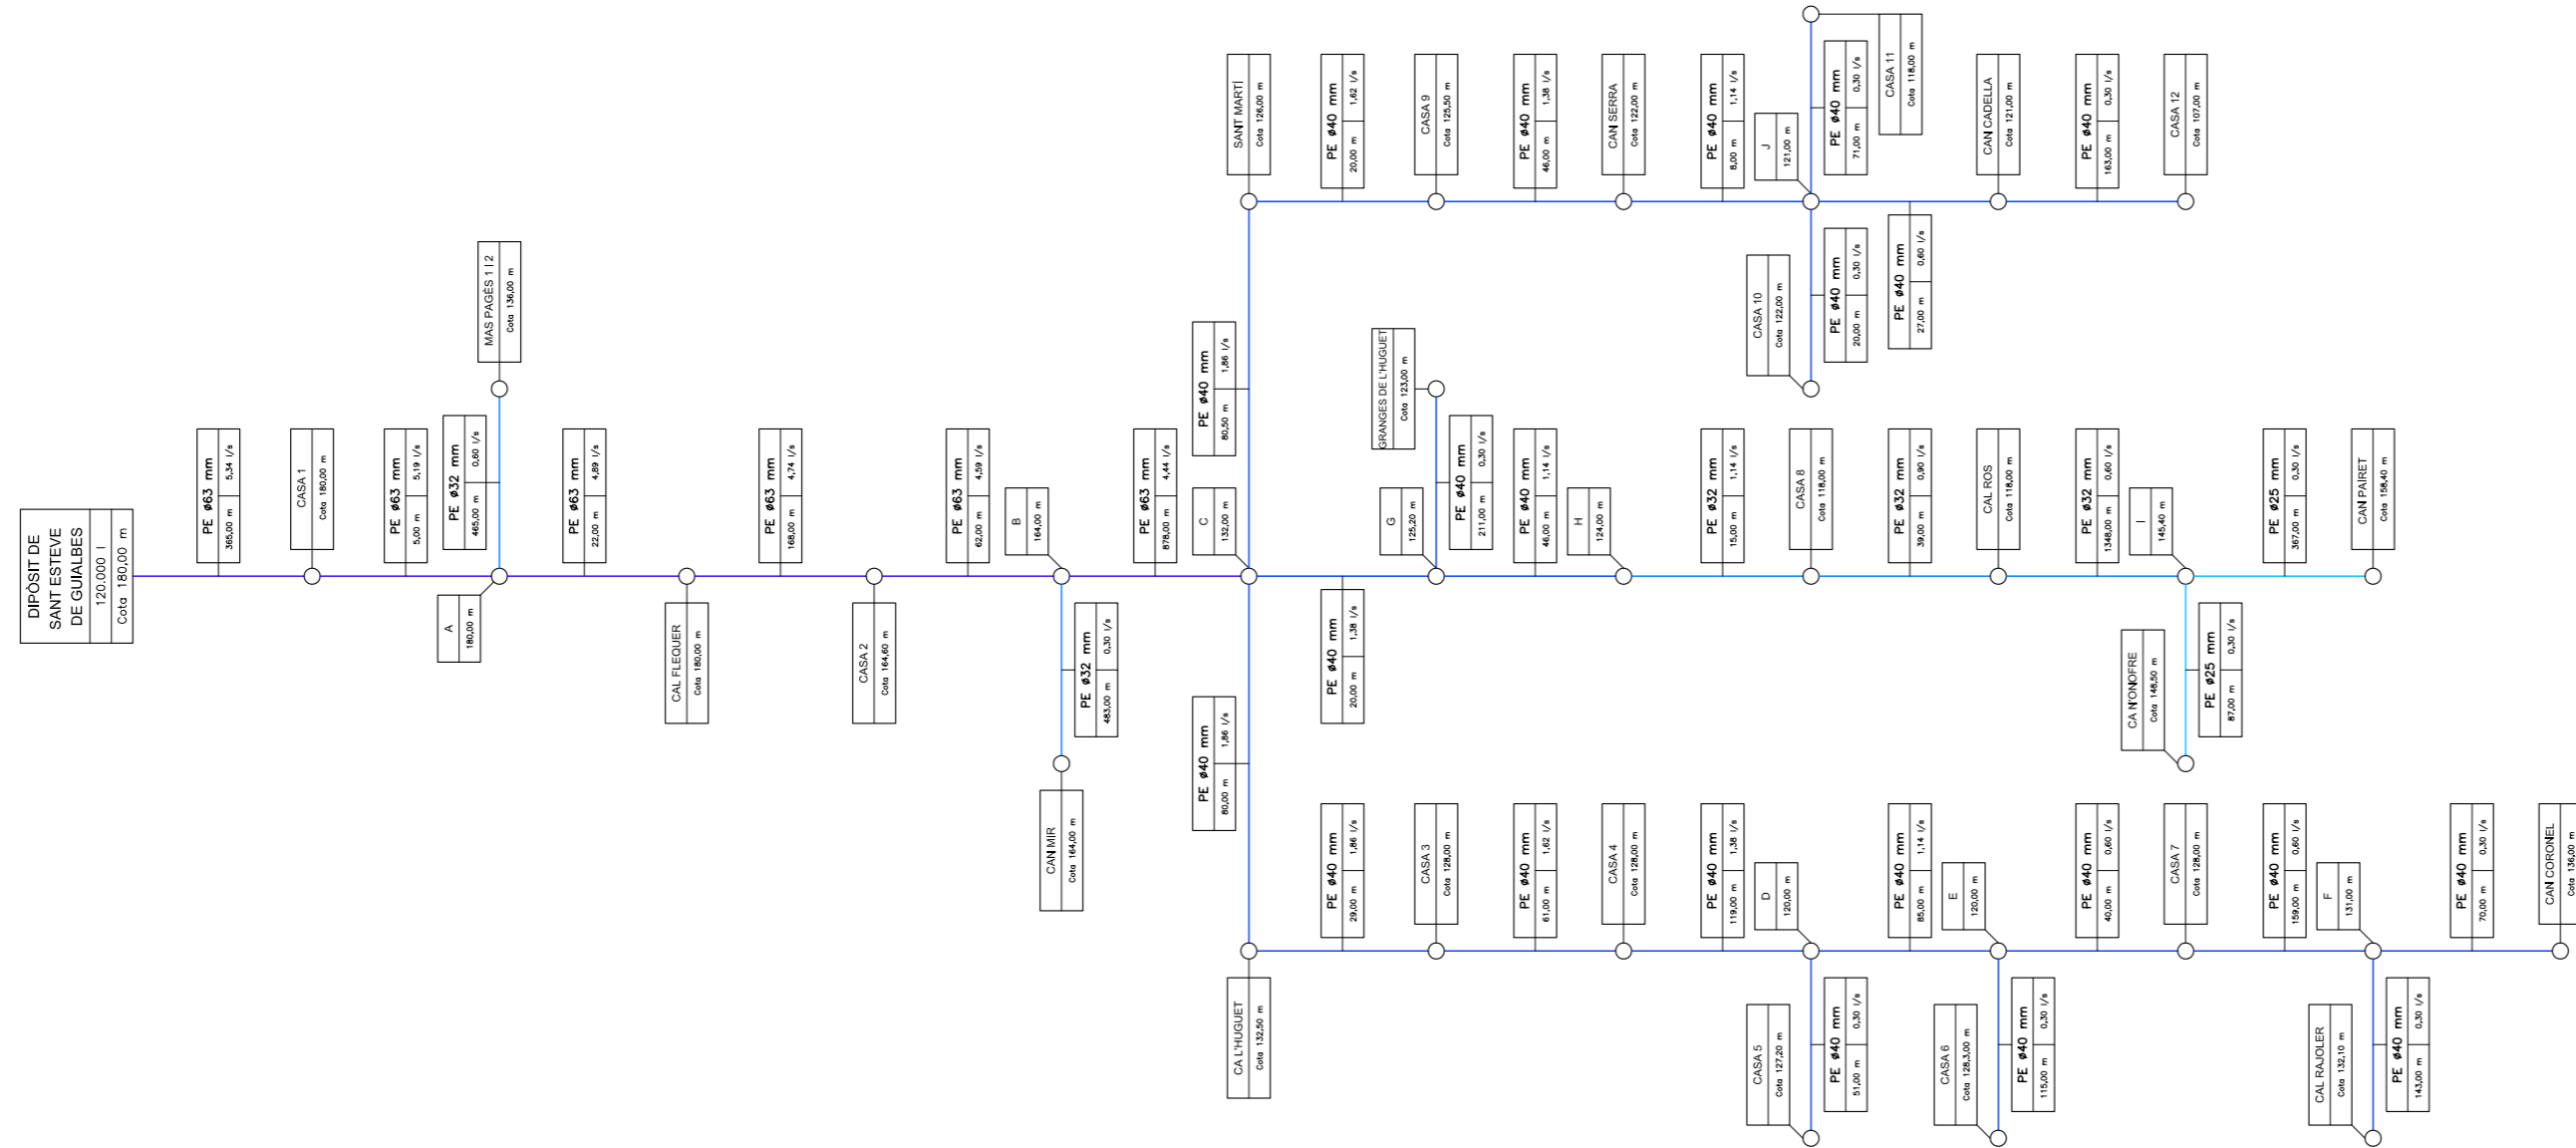 DIPÒSIT DE
SANT ESTEVE
DE GUIALBES
120.000 l
Cota 180,00 m
PE ø63 mm
365,00 m 5,34 l/s
CASA 1
Cota 180,00 m
PE ø63 mm
5,00 m 5,19 l/s
A
180,00 m
PE ø32 mm
465,00 m 0,60 l/s
MAS PAGÈS 1 I 2
Cota 136,00 m
PE ø63 mm
22,00 m 4,89 l/s
CAL FLEQUER
Cota 180,00 m
PE ø63 mm
168,00 m 4,74 l/s
CASA 2
Cota 164,60 m
PE ø63 mm
62,00 m 4,59 l/s
B
164,00 m
PE ø32 mm
483,00 m 0,30 l/s
CAN MIR
Cota 164,00 m
PE ø63 mm
878,00 m 4,44 l/s
C
132,00 m
PE ø40 mm
80,00 m 1,86 l/s
CA L'HUGUET
Cota 132,50 m
PE ø40 mm
29,00 m 1,86 l/s
CASA 3
Cota 128,00 m
PE ø40 mm
61,00 m 1,62 l/s
CASA 4
Cota 128,00 m
PE ø40 mm
119,00 m 1,38 l/s
D
120,00 m
CASA 5
Cota 127,20 m
PE ø40 mm
51,00 m 0,30 l/s
PE ø40 mm
85,00 m 1,14 l/s
E
120,00 m
CASA 6
Cota 128,3,00 m
PE ø40 mm
115,00 m 0,30 l/s
PE ø40 mm
40,00 m 0,60 l/s
CASA 7
Cota 128,00 m
PE ø40 mm
159,00 m 0,60 l/s
F
131,00 m
CAL RAJOLER
Cota 132,10 m
PE ø40 mm
143,00 m 0,30 l/s
PE ø40 mm
70,00 m 0,30 l/s
CAN CORONEL
Cota 136,00 m
PE ø40 mm
20,00 m 1,38 l/s
G
125,20 m
GRANGES DE L'HUGUET
Cota 123,00 m
PE ø40 mm
211,00 m 0,30 l/s
PE ø40 mm
46,00 m 1,14 l/s
H
124,00 m
PE ø32 mm
15,00 m 1,14 l/s
CASA 8
Cota 118,00 m
PE ø32 mm
39,00 m 0,90 l/s
CAL ROS
Cota 118,00 m
PE ø32 mm
1348,00 m 0,60 l/s
I
145,40 m
CA N'ONOFRE
Cota 148,50 m
PE ø25 mm
87,00 m 0,30 l/s
PE ø25 mm
367,00 m 0,30 l/s
CAN PAIRET
Cota 158,40 m
PE ø40 mm
80,50 m 1,86 l/s
SANT MARTÍ
Cota 126,00 m
PE ø40 mm
20,00 m 1,62 l/s
CASA 9
Cota 125,50 m
PE ø40 mm
46,00 m 1,38 l/s
CAN SERRA
Cota 122,00 m
PE ø40 mm
8,00 m 1,14 l/s
J
121,00 m
CASA 10
Cota 122,00 m
PE ø40 mm
20,00 m 0,30 l/s
PE ø40 mm
71,00 m 0,30 l/s
CASA 11
Cota 118,00 m
PE ø40 mm
27,00 m 0,60 l/s
CAN CADELLA
Cota 121,00 m
PE ø40 mm
163,00 m 0,30 l/s
CASA 12
Cota 107,00 m